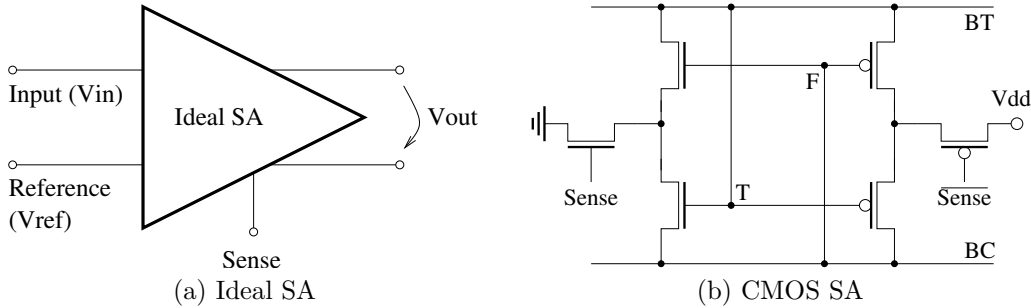 Input (Vin)
Ideal SA
Vout
Reference
(Vref)
Sense
(a) Ideal SA
BT
F
Vdd
Sense
T
Sense
BC
(b) CMOS SA